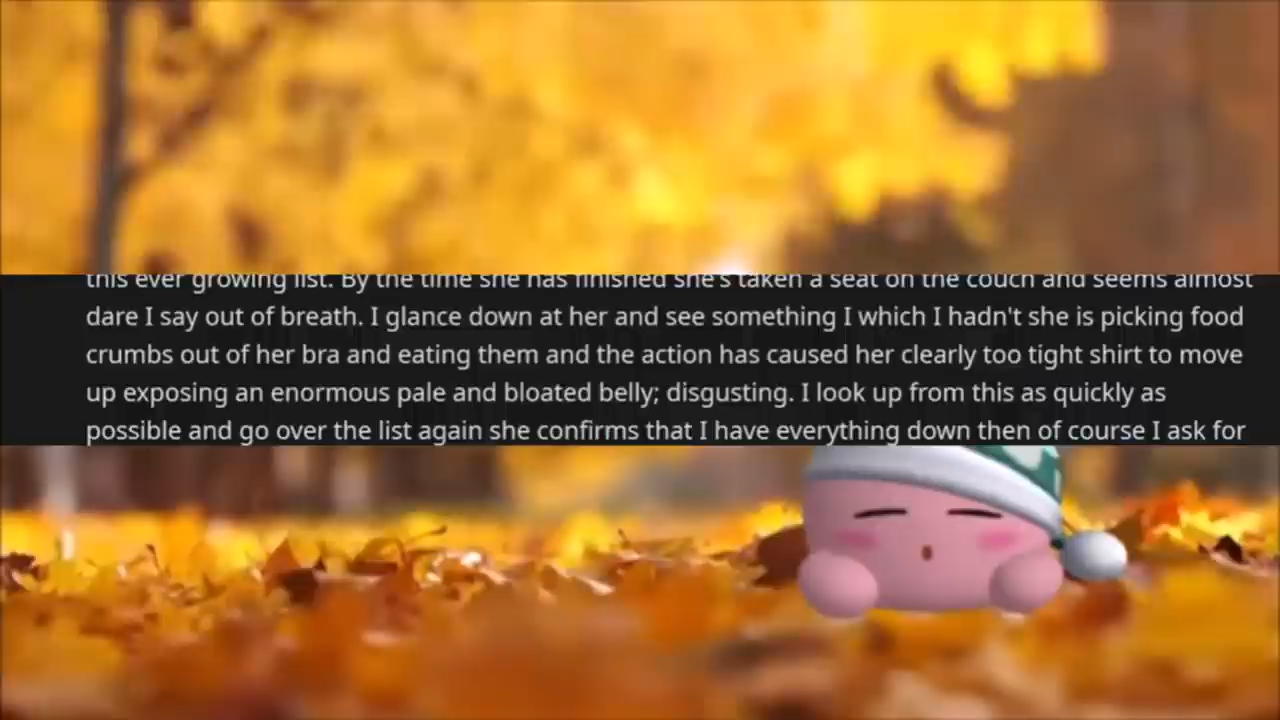 this ever growing list. By the time she has finished she's taken a seat on the couch and seems almost
dare I say out of breath. I glance down at her and see something I which I hadn't she is picking food
crumbs out of her bra and eating them and the action has caused her clearly too tight shirt to move
up exposing an enormous pale and bloated belly; disgusting. I look up from this as quickly as
possible and go over the list again she confirms that I have everything down then of course I ask for